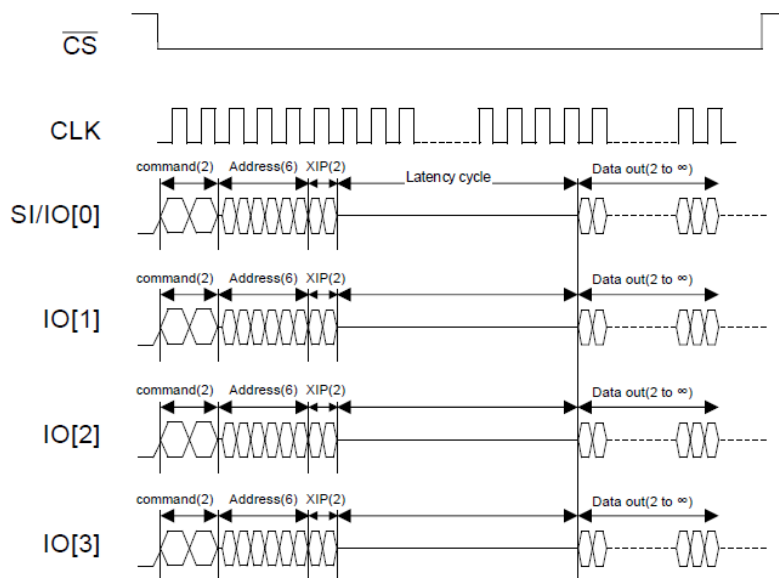 CS
CLK
command(2) Address(6) XIP(2) Latency cycle Data out(2 to ∞)
SI/IO[0]
command(2) Address(6) XIP(2) Data out(2 to ∞)
IO[1]
command(2) Address(6) XIP(2) Data out(2 to ∞)
IO[2]
command(2) Address(6) XIP(2) Data out(2 to ∞)
IO[3]